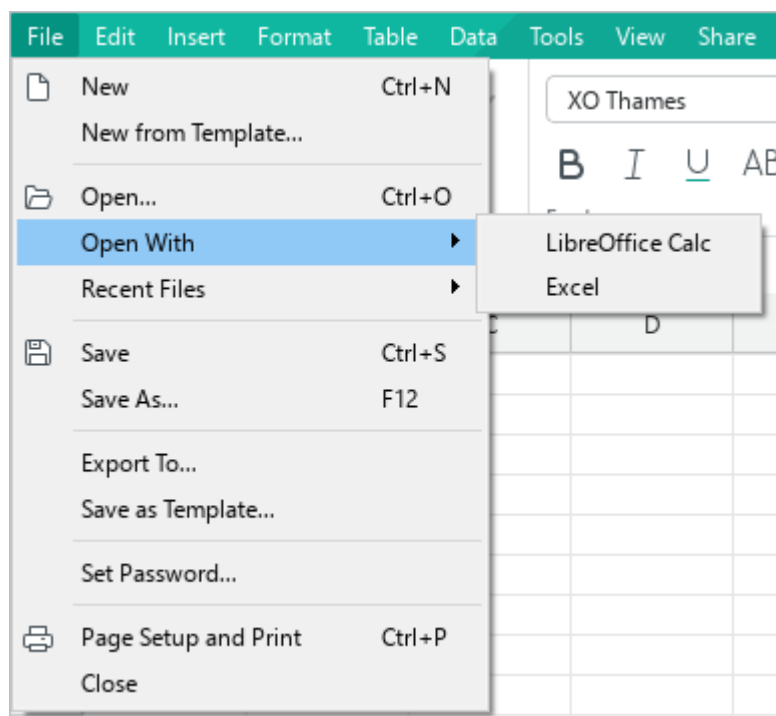 File Edit Insert Format Table Data Tools View Share
New Ctrl+N
New from Template...
Open... Ctrl+O
Open With
Recent Files
Save Ctrl+S
Save As... F12
Export To...
Save as Template...
Set Password...
Page Setup and Print Ctrl+P
Close
XO Thames
B I U AB
LibreOffice Calc
Excel
D